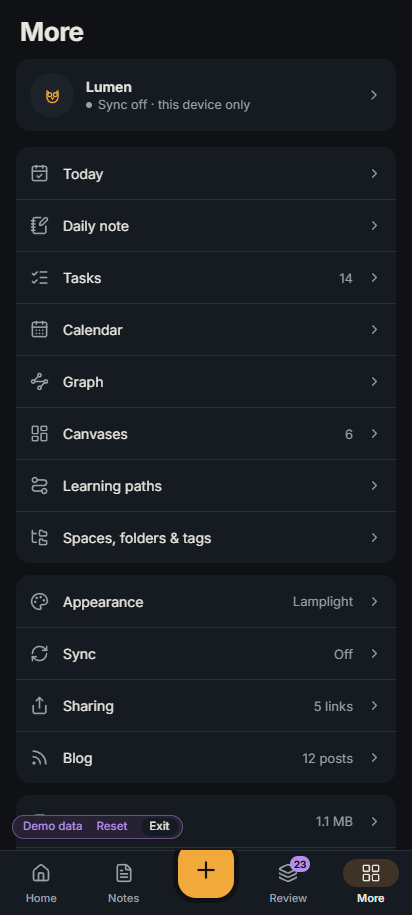 More
Lumen
Sync off · this device only
Today
Daily note
Tasks 14
Calendar
Graph
Canvases 6
Learning paths
Spaces, folders & tags
Appearance Lamplight
Sync Off
Sharing 5 links
Blog 12 posts
1.1 MB
Demo data Reset Exit
23
Home Notes Review More